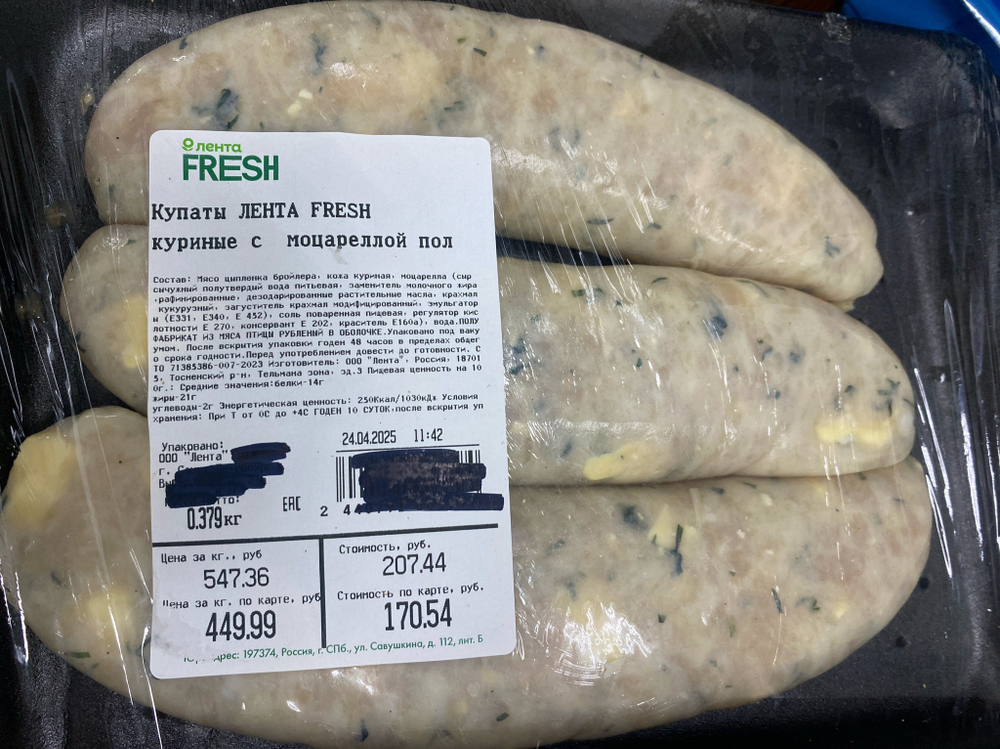 лента
FRESH
Купаты ЛЕНТА FRESH
куриные с моцареллой пол
Состав: Мясо цыпленка бройлера, кожа куриная, моцарелла (сыр
сычужный полутвердый вода питьевая, заменитель молочного жира
,рафинированные, дезодарированные растительные масла, крахмал
кукурузный, загуститель крахмал модифицированный, эмульгатор
ы (Е331, Е340, Е 452), соль поваренная пищевая, регулятор кис
лотности Е 270, консервант Е 202, краситель Е160а), вода.ПОЛУ
ФАБРИКАТ ИЗ МЯСА ПТИЦЫ РУБЛЕНЫЙ В ОБОЛОЧКЕ.Упаковано под ваку
умом. После вскрытия упаковки годен 48 часов в пределах общег
о срока годности.Перед употреблением довести до готовности. С
ТО 71385386-007-2023 Изготовитель: ООО "Лента", Россия, 18701
5, Тосненский р-н, Тельмана зона, зд.3 Пищевая ценность на 10
0г.: Средние значения:белки-14г
жиры-21г
углеводы-2г Энергетическая ценность: 250Ккал/1030кДж Условия
хранения: При Т от 0С до +4С ГОДЕН 10 СУТОК,после вскрытия уп
Упаковано:
ООО "Лента"
г.
24.04.2025 11:42
0.379кг
EAC
2
Цена за кг., руб
547.36
Стоимость, руб.
207.44
Цена за кг. по карте, руб
449.99
Стоимость по карте, руб.
170.54
дрес: 197374, Россия, г. СПб., ул. Савушкина, д. 112, лит. Б